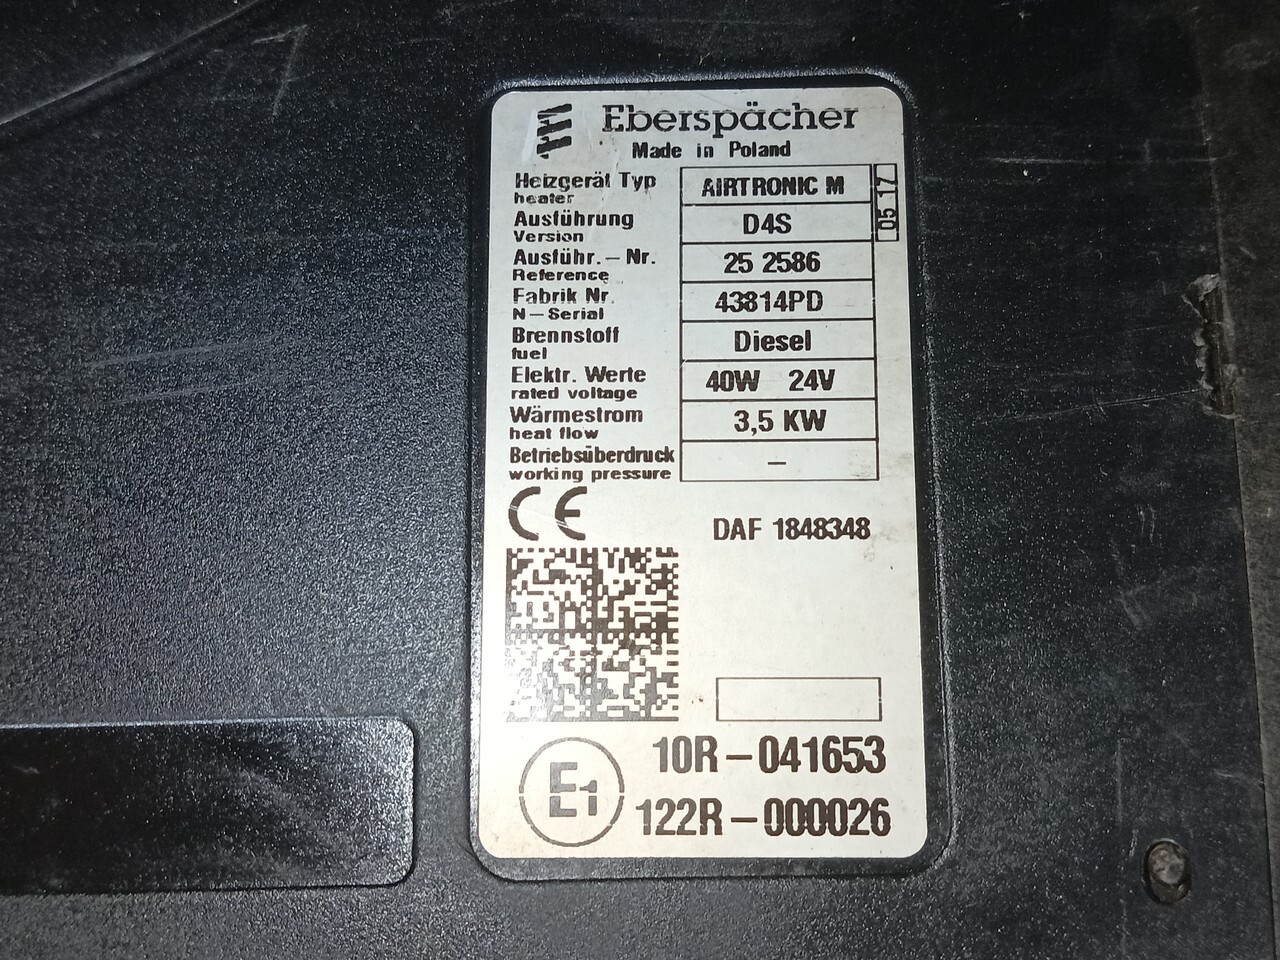 Eberspächer
Made in Poland
Heizgerät Typ
heater
AIRTRONIC M
05 17
Ausführung
Version
D4S
Ausführ.-Nr.
Reference
25 2586
Fabrik Nr.
N-Serial
43814PD
Brennstoff
fuel
Diesel
Elektr. Werte
rated voltage
40W 24V
Wärmestrom
heat flow
3,5 KW
Betriebsüberdruck
working pressure
–
CE
DAF 1848348
E1
10R-041653
122R-000026